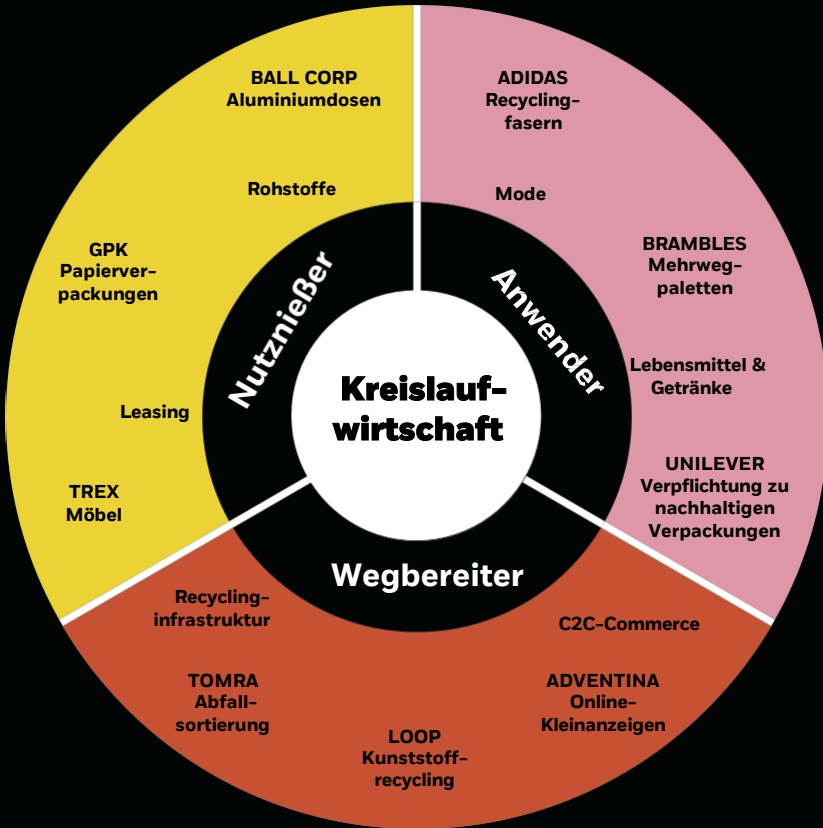 BALL CORP
Aluminiumdosen
Rohstoffe
GPK
Papierver-
packungen
Leasing
TREX
Möbel
Nutznießer
ADIDAS
Recycling-
fasern
Mode
BRAMBLES
Mehrweg-
paletten
Lebensmittel &
Getränke
UNILEVER
Verpflichtung zu
nachhaltigen
Verpackungen
Anwender
Kreislauf-
wirtschaft
Wegbereiter
Recycling-
infrastruktur
TOMRA
Abfall-
sortierung
LOOP
Kunststoff-
recycling
C2C-Commerce
ADVENTINA
Online-
Kleinanzeigen